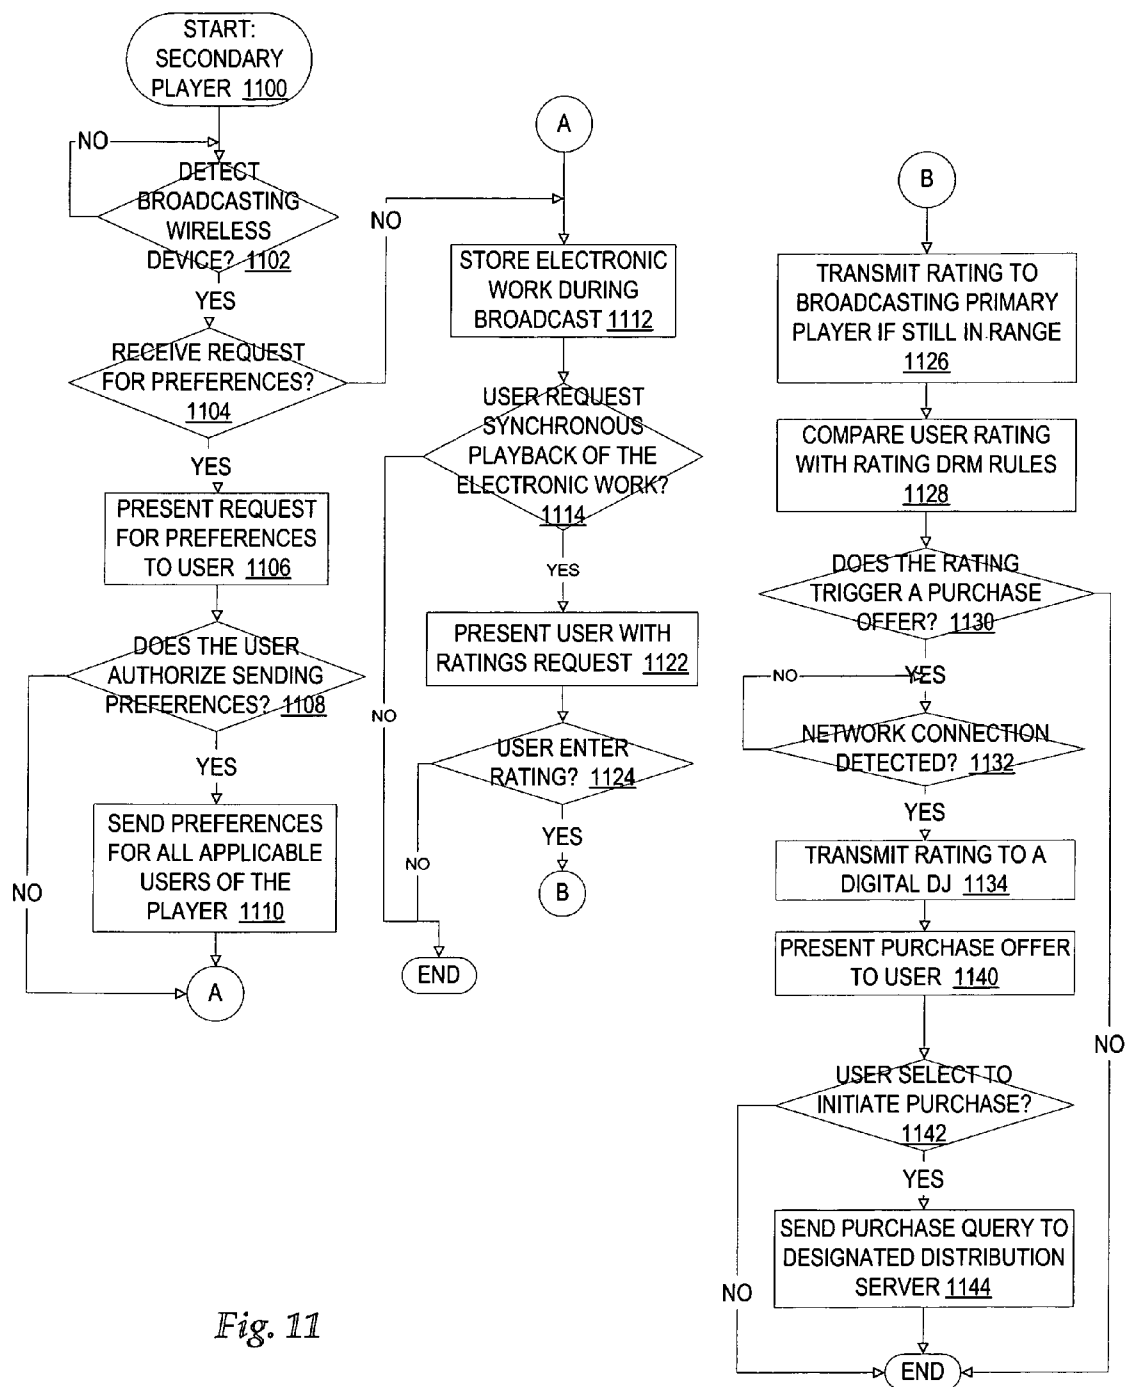 START:
SECONDARY
PLAYER 1100
NO
DETECT
BROADCASTING
WIRELESS
DEVICE? 1102
YES
RECEIVE REQUEST
FOR PREFERENCES?
1104
NO
YES
PRESENT REQUEST
FOR PREFERENCES
TO USER 1106
DOES THE USER
AUTHORIZE SENDING
PREFERENCES? 1108
YES
NO
SEND PREFERENCES
FOR ALL APPLICABLE
USERS OF THE
PLAYER 1110
A
A
STORE ELECTRONIC
WORK DURING
BROADCAST 1112
USER REQUEST
SYNCHRONOUS
PLAYBACK OF THE
ELECTRONIC WORK?
1114
YES
NO
PRESENT USER WITH
RATINGS REQUEST 1122
USER ENTER
RATING? 1124
YES
NO
B
END
B
TRANSMIT RATING TO
BROADCASTING PRIMARY
PLAYER IF STILL IN RANGE
1126
COMPARE USER RATING
WITH RATING DRM RULES
1128
DOES THE RATING
TRIGGER A PURCHASE
OFFER? 1130
NO
YES
NETWORK CONNECTION
DETECTED? 1132
YES
TRANSMIT RATING TO A
DIGITAL DJ 1134
PRESENT PURCHASE OFFER
TO USER 1140
NO
USER SELECT TO
INITIATE PURCHASE?
1142
YES
SEND PURCHASE QUERY TO
DESIGNATED DISTRIBUTION
SERVER 1144
NO
END
Fig. 11